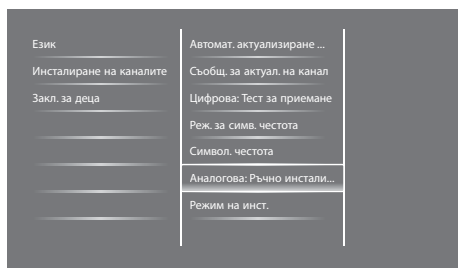 Език
Инсталиране на каналите
Закл. за деца
Автомат. актуализиране ...
Съобщ. за актуал. на канал
Цифрова: Тест за приемане
Реж. за симв. честота
Символ. честота
Аналогова: Ръчно инстали...
Режим на инст.